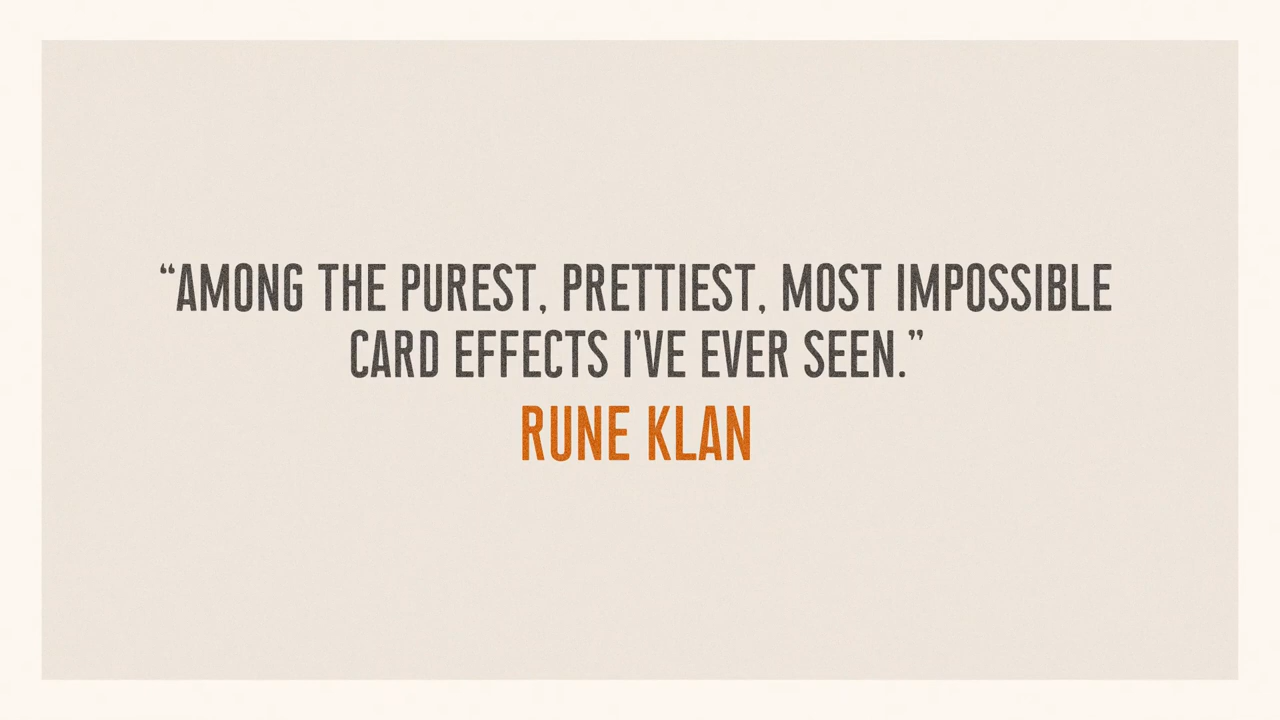 “AMONG THE PUREST, PRETTIEST, MOST IMPOSSIBLE
CARD EFFECTS I’VE EVER SEEN.”
RUNE KLAN